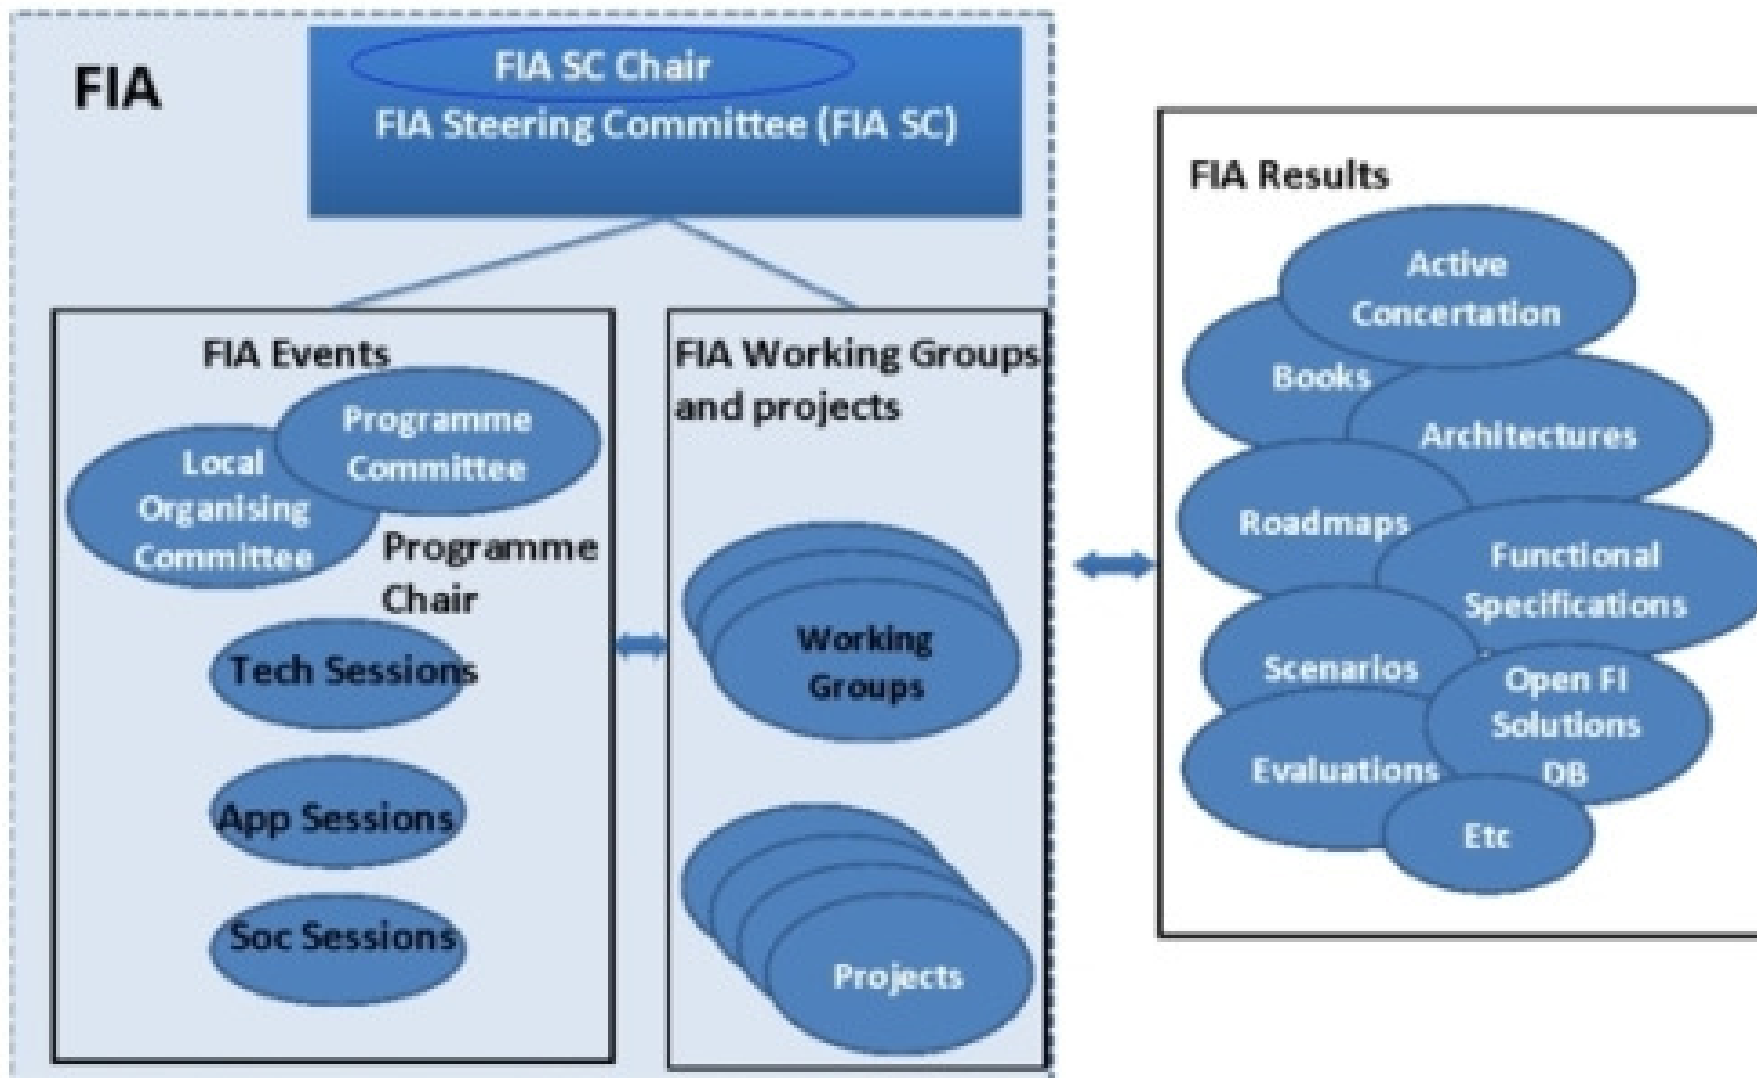 FIA
FIA SC Chair
FIA Steering Committee (FIA SC)
FIA Events
Programme
Committee
Local
Organising
Committee
Programme
Chair
Tech Sessions
App Sessions
Soc Sessions
FIA Working Groups
and projects
Working
Groups
Projects
FIA Results
Active
Concertation
Books
Architectures
Roadmaps
Functional
Specifications
Scenarios
Open FI
Solutions
DB
Evaluations
Etc